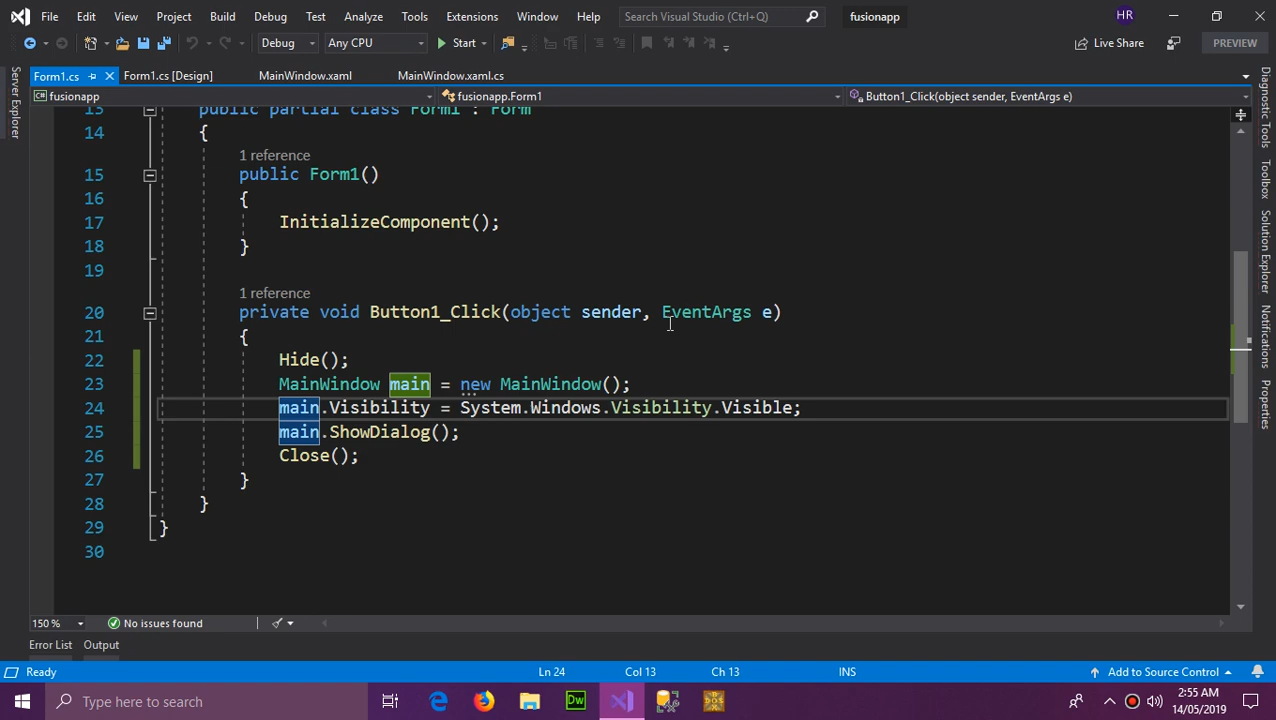 File Edit View Project Build Debug Test Analyze Tools Extensions Window Help Search Visual Studio (Ctrl+Q) fusionapp HR
Debug Any CPU Start Live Share PREVIEW
Form1.cs Form1.cs [Design] MainWindow.xaml MainWindow.xaml.cs
fusionapp fusionapp.Form1 Button1_Click(object sender, EventArgs e)
Server Explorer
Diagnostic Tools
Toolbox
Solution Explorer
Notifications
Properties
13 public partial class Form1 : Form
14 {
1 reference
15 public Form1()
16 {
17 InitializeComponent();
18 }
19
1 reference
20 private void Button1_Click(object sender, EventArgs e)
21 {
22 Hide();
23 MainWindow main = new MainWindow();
24 main.Visibility = System.Windows.Visibility.Visible;
25 main.ShowDialog();
26 Close();
27 }
28 }
29 }
30
150 % No issues found
Error List Output
Ready Ln 24 Col 13 Ch 13 INS Add to Source Control
Type here to search Dw 2:55 AM
14/05/2019